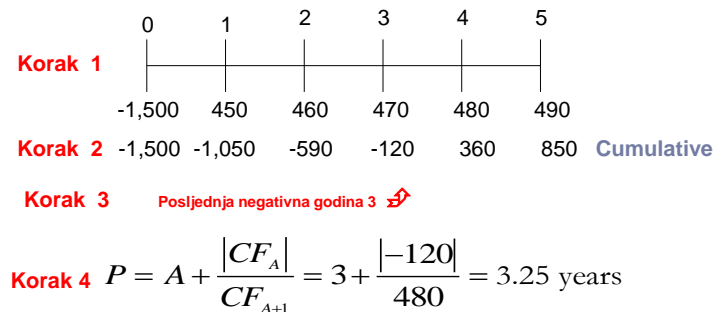 0 1 2 3 4 5
Korak 1
-1,500 450 460 470 480 490
Korak 2 -1,500 -1,050 -590 -120 360 850 Cumulative
Korak 3 Posljednja negativna godina 3
Korak 4 P = A + |CF_A| / CF_{A+1} = 3 + |−120| / 480 = 3.25 years